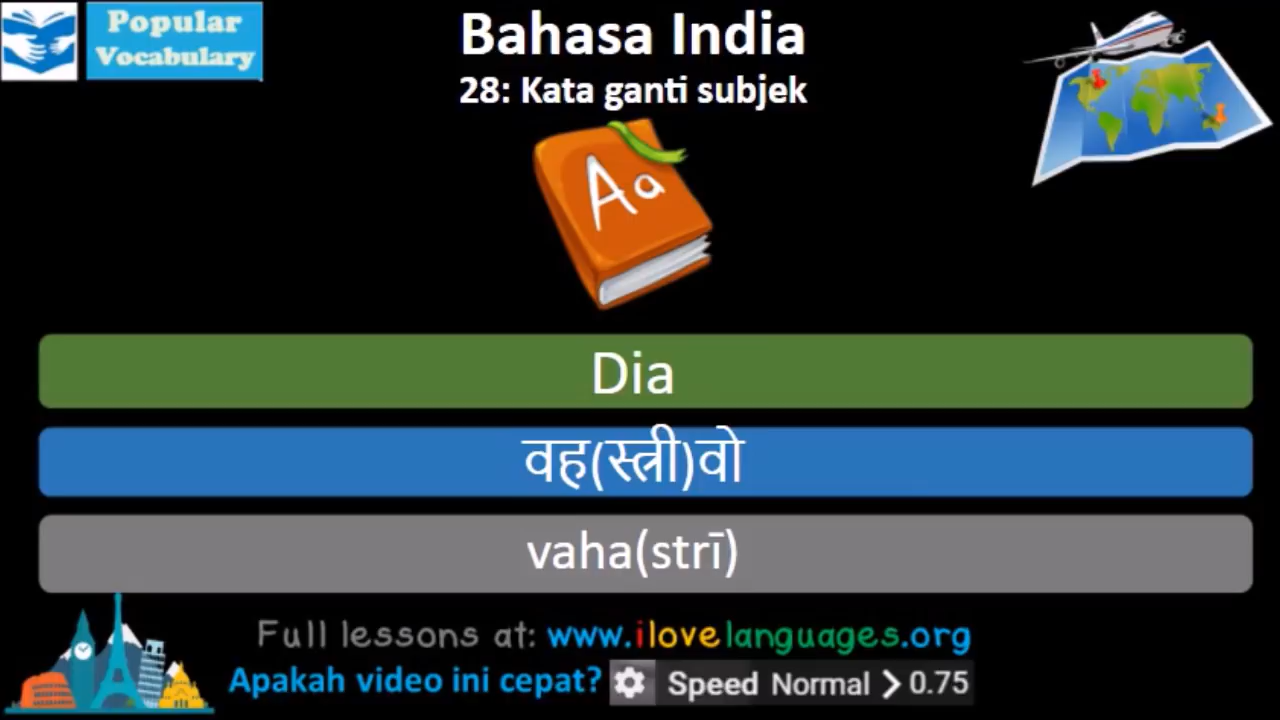 Popular
Vocabulary
Bahasa India
28: Kata ganti subjek
Aa
Dia
वह(स्त्री)वो
vaha(strī)
Full lessons at: www.ilovelanguages.org
Apakah video ini cepat? Speed Normal > 0.75